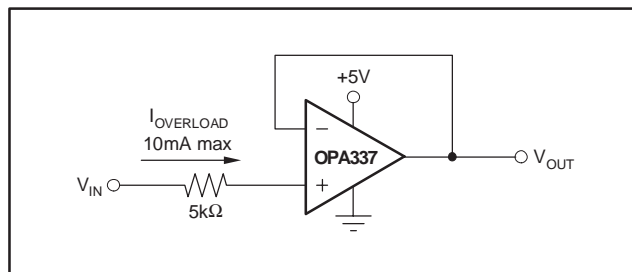 +5V
I_OVERLOAD
10mA max
−
OPA337
V_OUT
V_IN
+
5kΩ